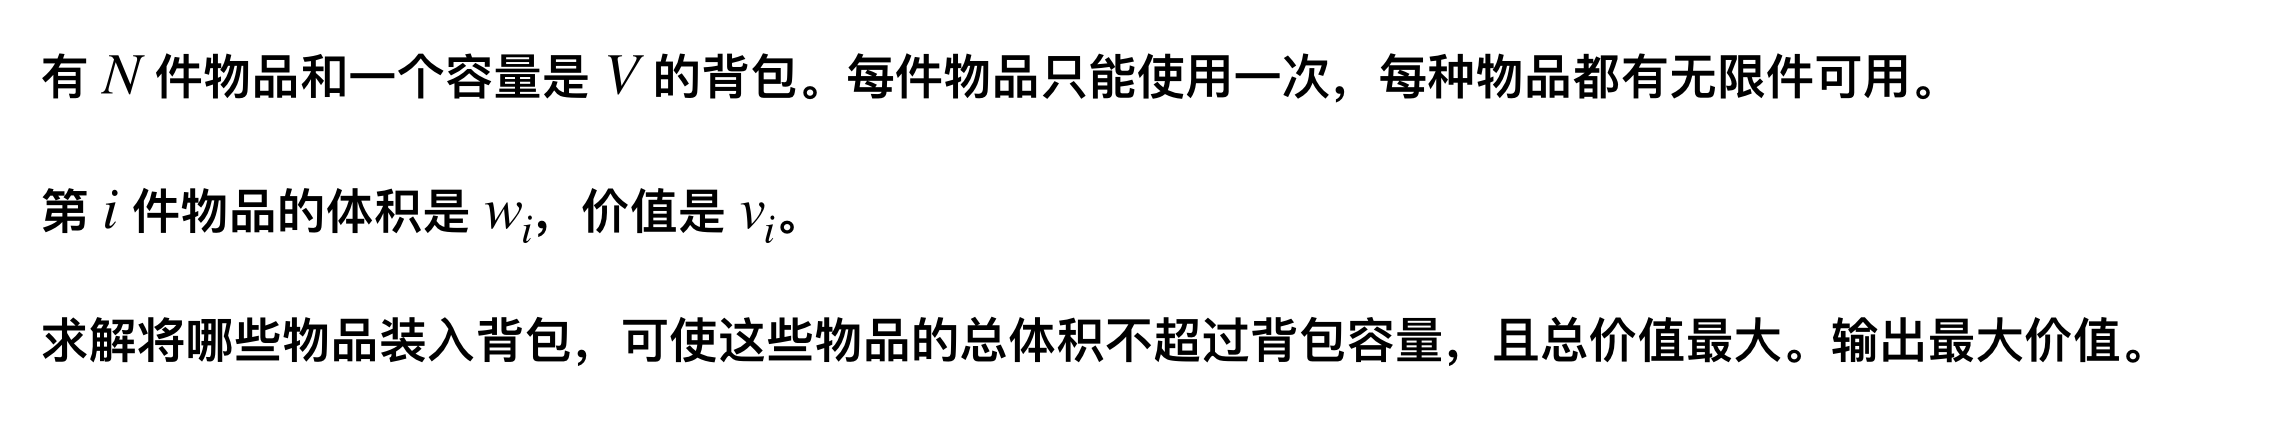 有 N 件物品和一个容量是 V 的背包。每件物品只能使用一次，每种物品都有无限件可用。
第 i 件物品的体积是 wᵢ，价值是 vᵢ。
求解将哪些物品装入背包，可使这些物品的总体积不超过背包容量，且总价值最大。输出最大价值。